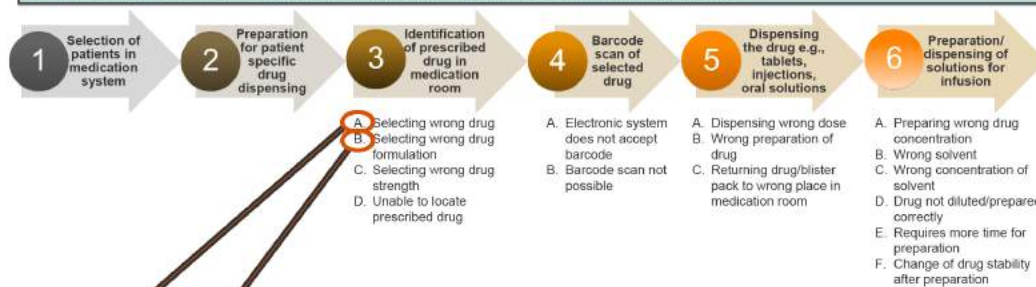 1
Selection of
patients in
medication
system
2
Preparation
for patient
specific
drug
dispensing
3
Identification
of prescribed
drug in
medication
room
4
Barcode
scan of
selected
drug
5
Dispensing
the drug e.g.,
tablets,
injections,
oral solutions
6
Preparation/
dispensing of
solutions for
infusion
A. Selecting wrong drug
B. Selecting wrong drug
formulation
C. Selecting wrong drug
strength
D. Unable to locate
prescribed drug
A. Electronic system
does not accept
barcode
B. Barcode scan not
possible
A. Dispensing wrong dose
B. Wrong preparation of
drug
C. Returning drug/blister
pack to wrong place in
medication room
A. Preparing wrong drug
concentration
B. Wrong solvent
C. Wrong concentration of
solvent
D. Drug not diluted/prepared
correctly
E. Requires more time for
preparation
F. Change of drug stability
after preparation